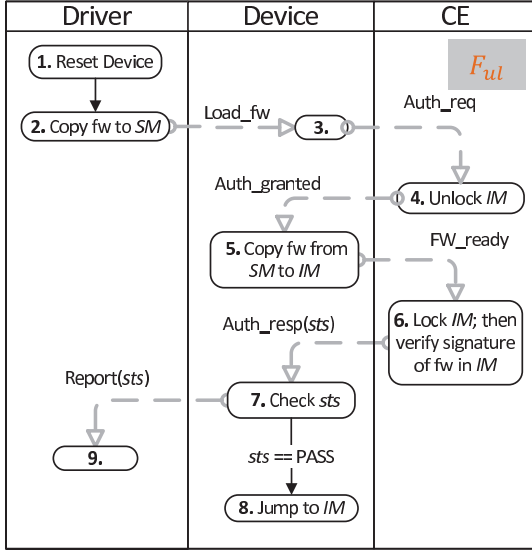 Driver
Device
CE
F_ul
1. Reset Device
2. Copy fw to SM
Load_fw
3.
Auth_req
Auth_granted
4. Unlock IM
5. Copy fw from
SM to IM
FW_ready
6. Lock IM; then
verify signature
of fw in IM
Auth_resp(sts)
Report(sts)
7. Check sts
9.
sts == PASS
8. Jump to IM